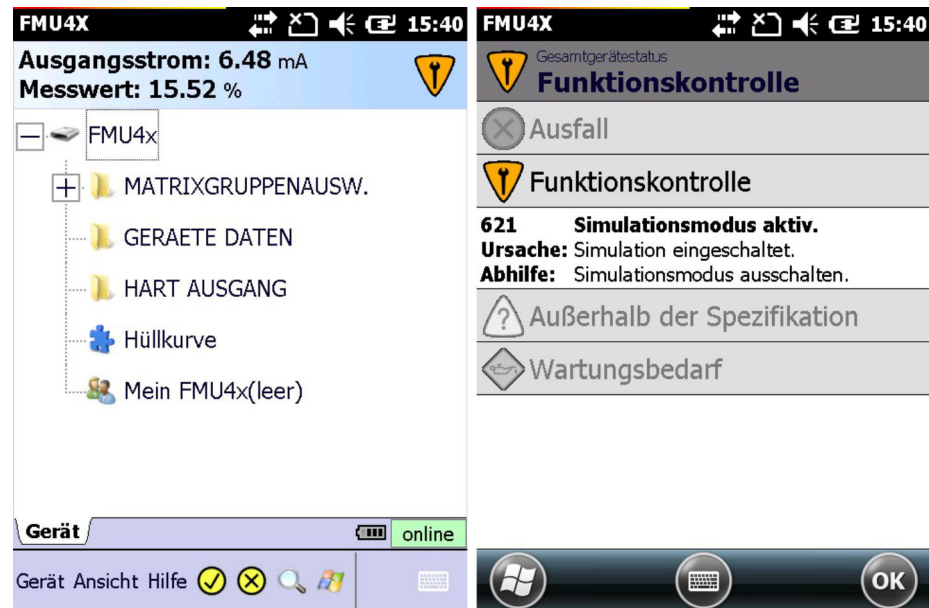 FMU4X 15:40
Ausgangsstrom: 6.48 mA
Messwert: 15.52 %
FMU4x
MATRIXGRUPPENAUSW.
GERAETE DATEN
HART AUSGANG
Hüllkurve
Mein FMU4x(leer)
Gerät online
Gerät Ansicht Hilfe
FMU4X 15:40
Gesamtgerätestatus
Funktionskontrolle
Ausfall
Funktionskontrolle
621 Simulationsmodus aktiv.
Ursache: Simulation eingeschaltet.
Abhilfe: Simulationsmodus ausschalten.
Außerhalb der Spezifikation
Wartungsbedarf
OK